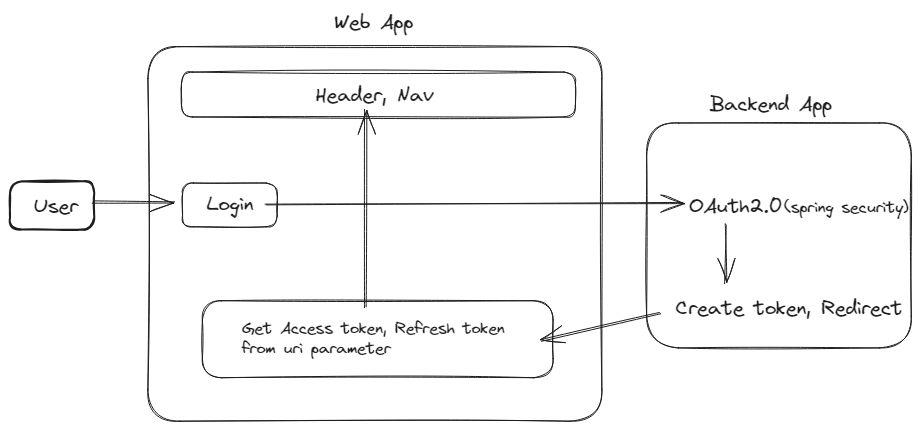 Web App
Header, Nav
Backend App
User
Login
OAuth2.0(spring security)
Create token, Redirect
Get Access token, Refresh token
from uri parameter